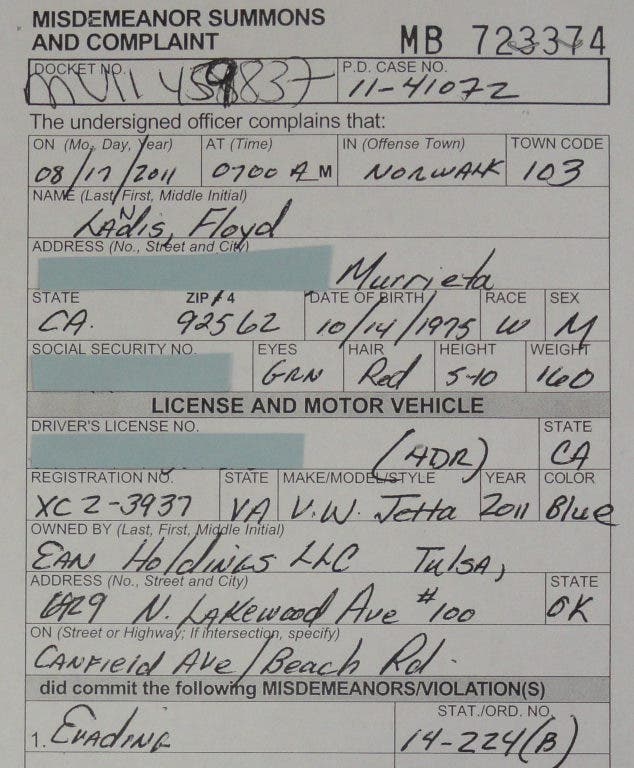 MISDEMEANOR SUMMONS
AND COMPLAINT
MB 723374
DOCKET NO.
P.D. CASE NO.
11-41072
The undersigned officer complains that:
ON (Mo, Day, Year) AT (Time) IN (Offense Town) TOWN CODE
08/17/2011 0700 A M NORWALK 103
NAME (Last, First, Middle Initial)
LANdis, Floyd
ADDRESS (No., Street and City)
Murrieta
STATE ZIP + 4 DATE OF BIRTH RACE SEX
CA. 92562 10/14/1975 W M
SOCIAL SECURITY NO. EYES HAIR HEIGHT WEIGHT
GRN Red 5-10 160
LICENSE AND MOTOR VEHICLE
DRIVER'S LICENSE NO. STATE
(ADR) CA
REGISTRATION NO. STATE MAKE/MODEL/STYLE YEAR COLOR
XCZ-3937 VA V.W. Jetta 2011 Blue
OWNED BY (Last, First, Middle Initial)
EAN Holdings LLC Tulsa,
ADDRESS (No., Street and City) STATE
N. Lakewood Ave #100 OK
ON (Street or Highway; If intersection, specify)
Canfield Ave/Beach Rd.
did commit the following MISDEMEANORS/VIOLATION(S)
STAT./ORD. NO.
1. Evading 14-224(B)